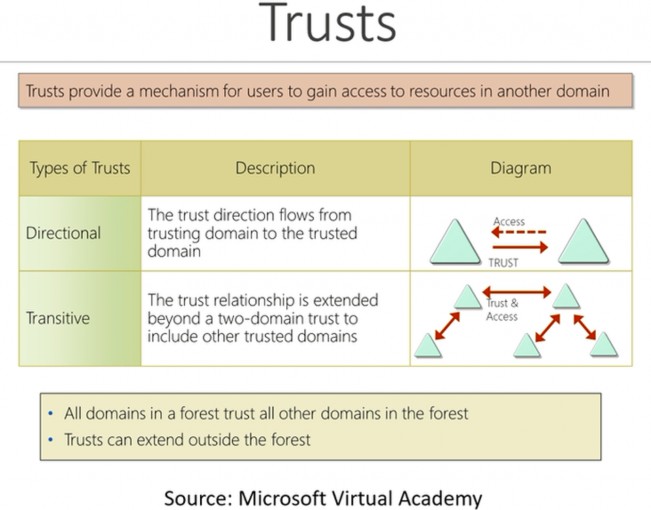 Trusts
Trusts provide a mechanism for users to gain access to resources in another domain
Types of Trusts
Description
Diagram
Directional
The trust direction flows from
trusting domain to the trusted
domain
Access
TRUST
Transitive
The trust relationship is extended
beyond a two-domain trust to
include other trusted domains
Trust &
Access
• All domains in a forest trust all other domains in the forest
• Trusts can extend outside the forest
Source: Microsoft Virtual Academy